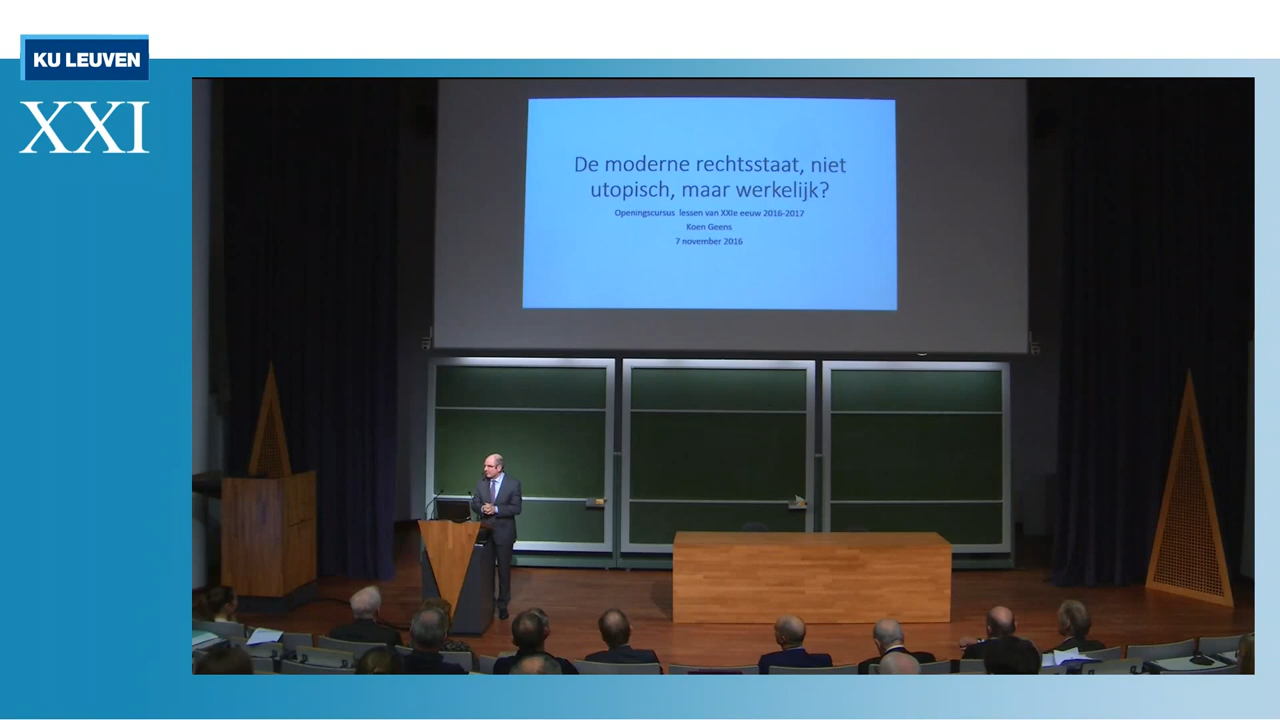 KU LEUVEN
XXI
De moderne rechtsstaat, niet
utopisch, maar werkelijk?
Openingscursus lessen van XXIe eeuw 2016-2017
Koen Geens
7 november 2016